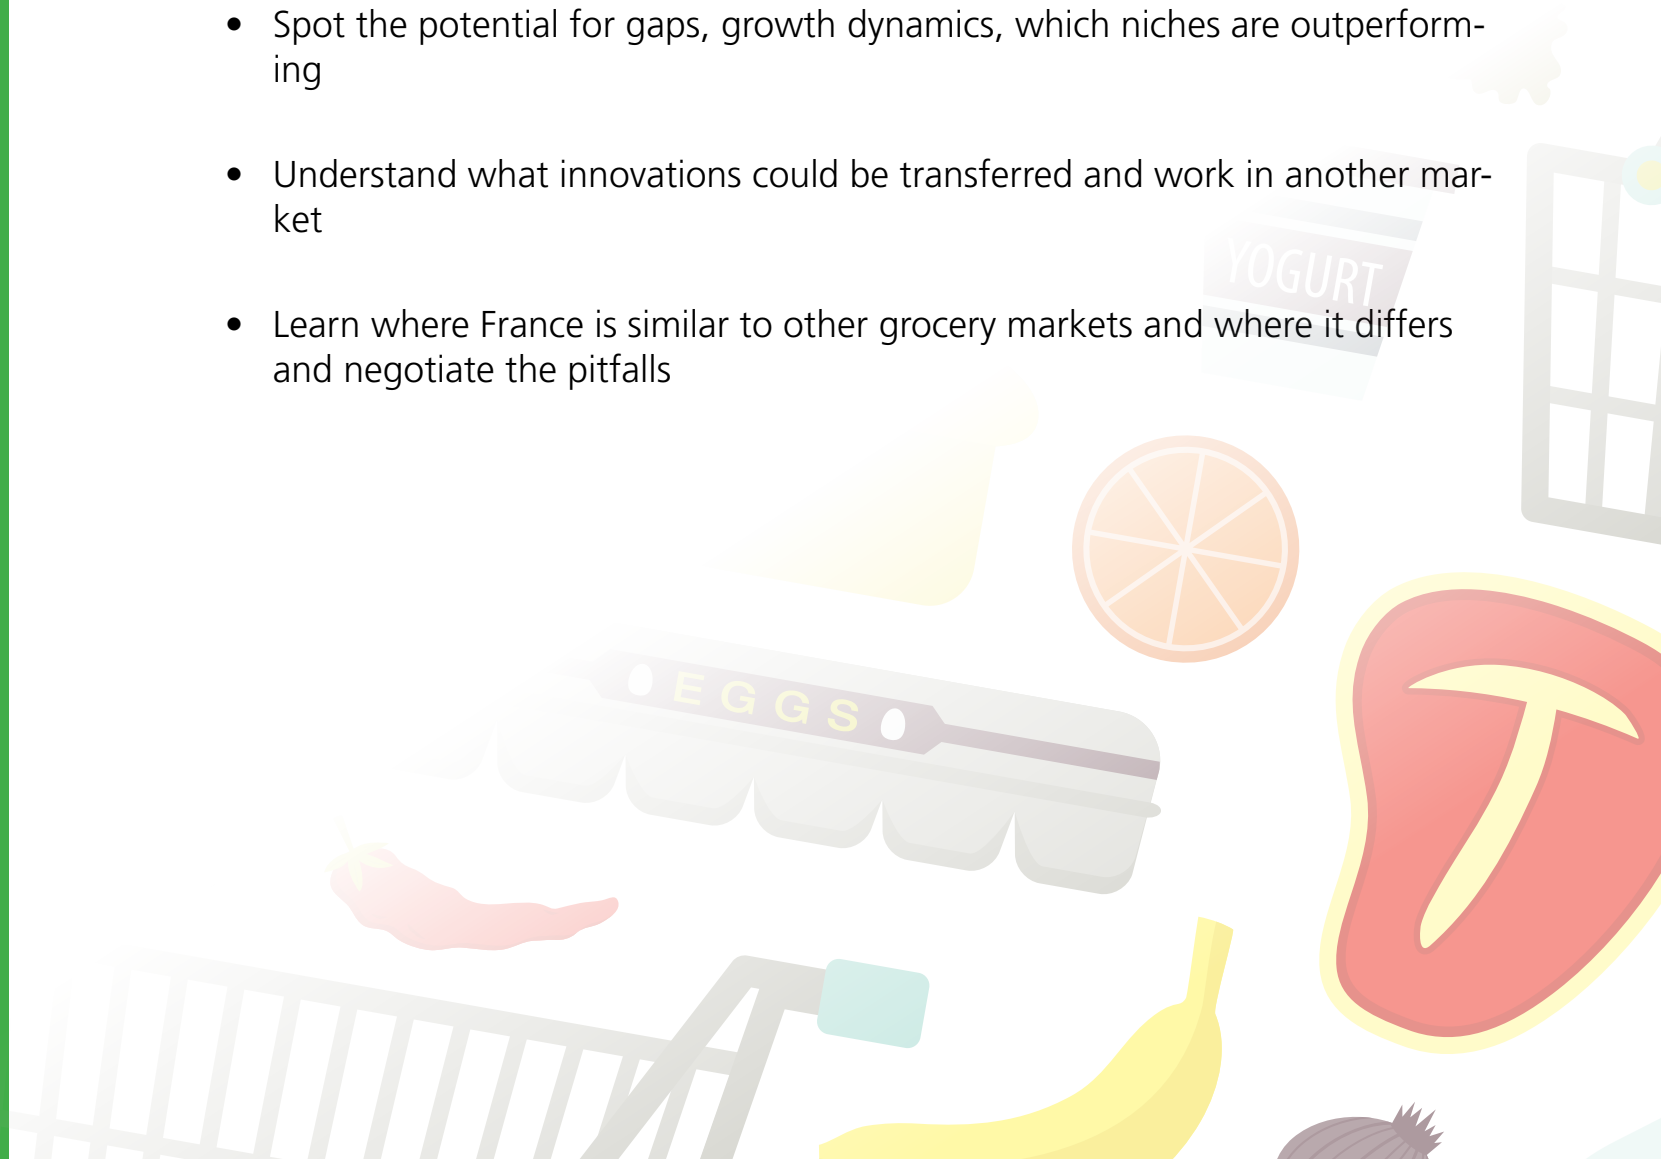 • Spot the potential for gaps, growth dynamics, which niches are outperform-
ing
• Understand what innovations could be transferred and work in another mar-
ket
YOGURT
• Learn where France is similar to other grocery markets and where it differs
and negotiate the pitfalls
EGGS